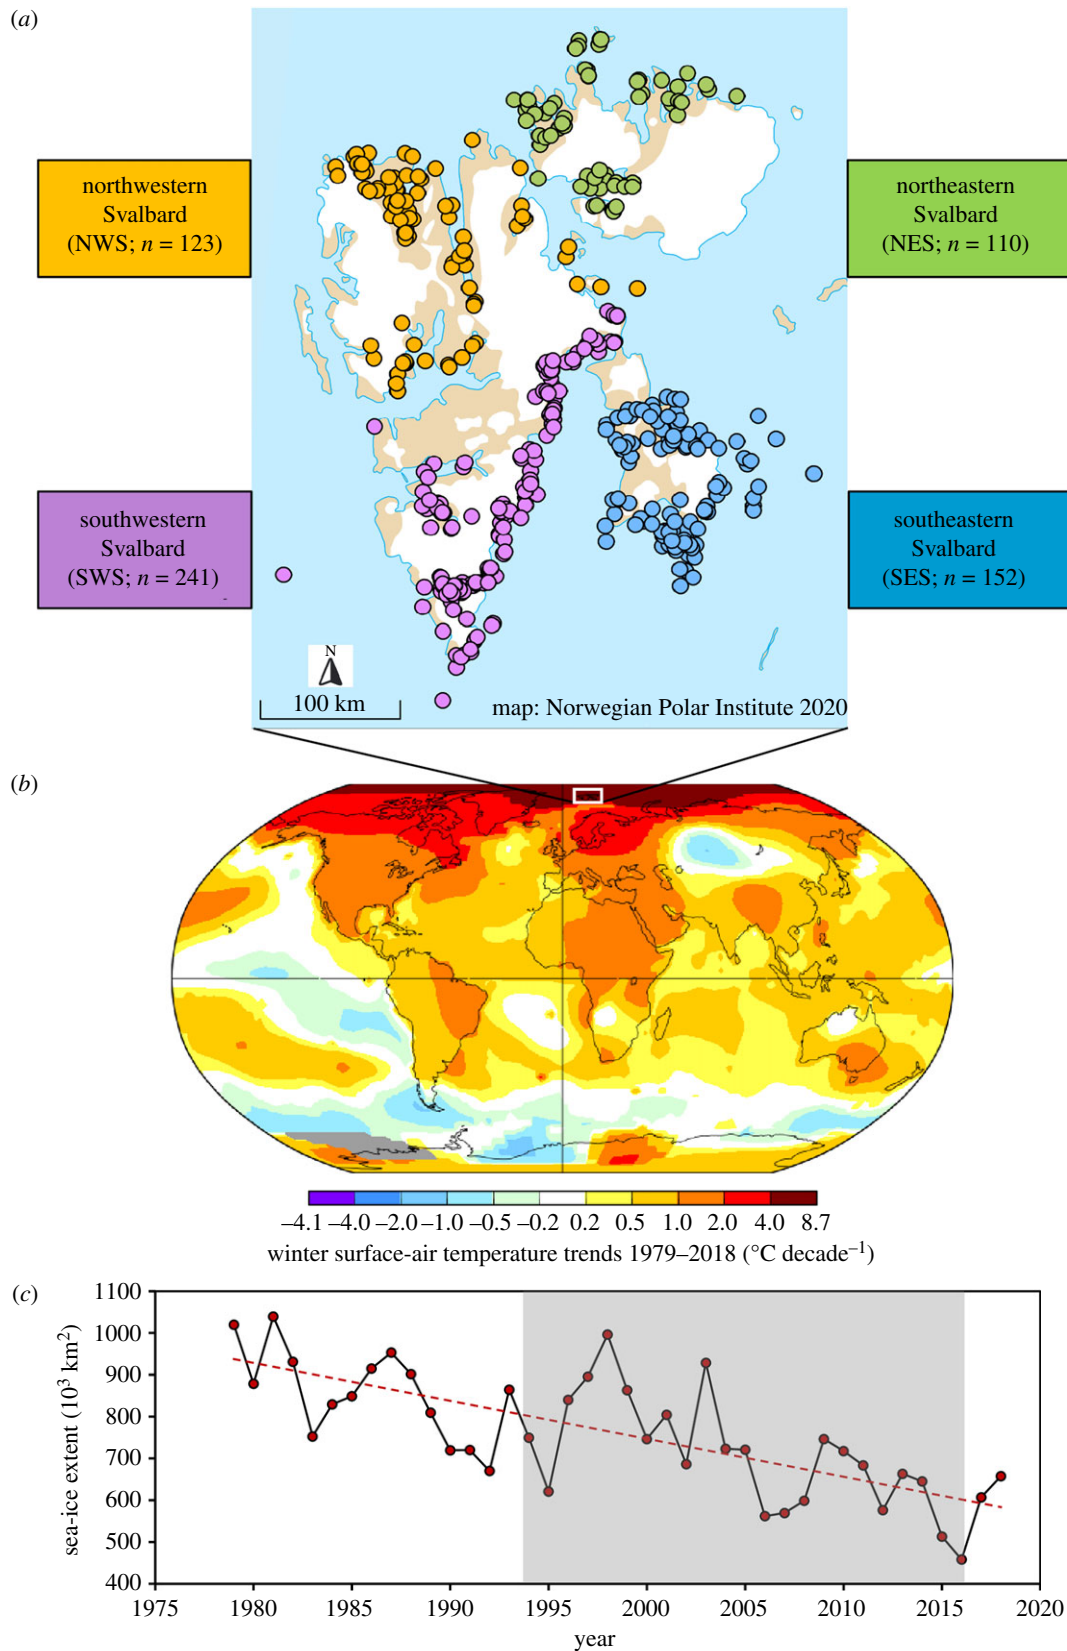 (a)
northwestern
Svalbard
(NWS; n = 123)
northeastern
Svalbard
(NES; n = 110)
southwestern
Svalbard
(SWS; n = 241)
southeastern
Svalbard
(SES; n = 152)
N
100 km
map: Norwegian Polar Institute 2020
(b)
–4.1 –4.0 –2.0 –1.0 –0.5 –0.2 0.2 0.5 1.0 2.0 4.0 8.7
winter surface-air temperature trends 1979–2018 (°C decade⁻¹)
(c)
sea-ice extent (10³ km²)
1100
1000
900
800
700
600
500
400
1975 1980 1985 1990 1995 2000 2005 2010 2015 2020
year